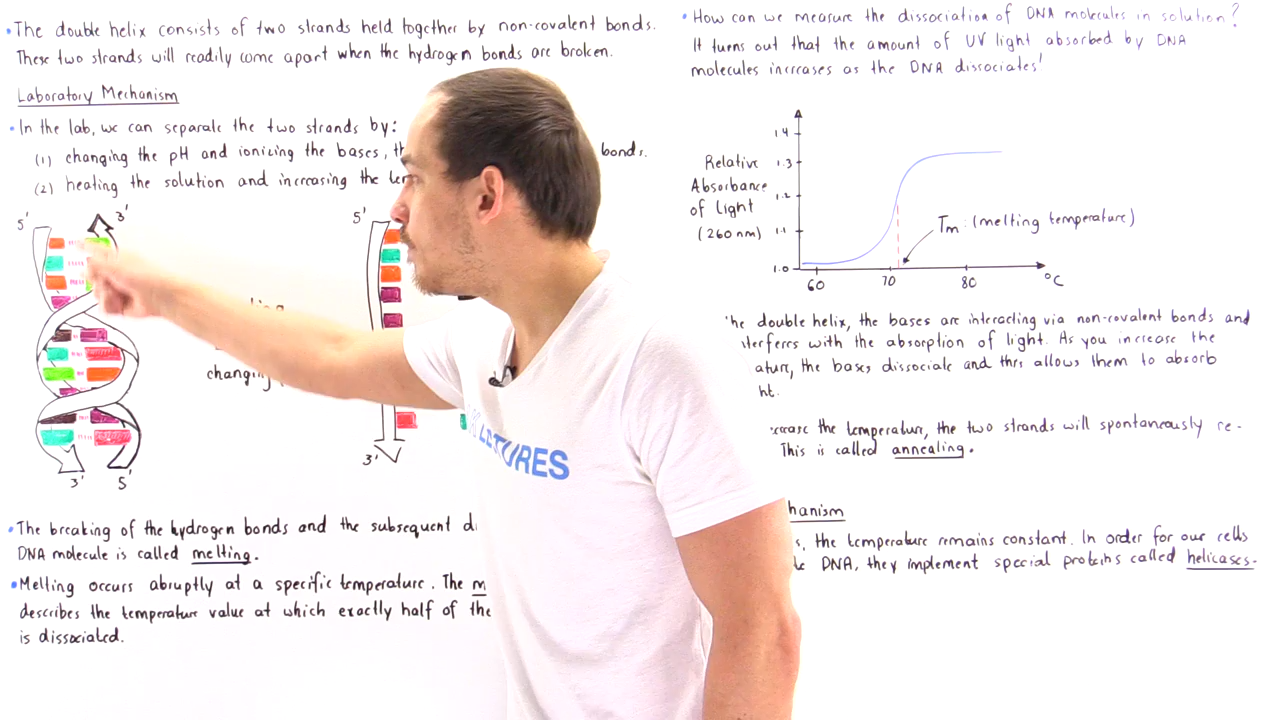 •The double helix consists of two strands held together by non-covalent bonds.
These two strands will readily come apart when the hydrogen bonds are broken.
Laboratory Mechanism
•In the lab, we can separate the two strands by:
(1) changing the pH and ionizing the bases, bonds.
(2) heating the solution and increasing the
5' 3'
5'
changing
3' 5'
3'
•The breaking of the hydrogen bonds and the subsequent
DNA molecule is called melting.
•Melting occurs abruptly at a specific temperature. The
describes the temperature value at which exactly half of the
is dissociated.
LECTURES
•How can we measure the dissociation of DNA molecules in solution?
It turns out that the amount of UV light absorbed by DNA
molecules increases as the DNA dissociates!
Relative
Absorbance
of Light
(260 nm)
1.4
1.3
1.2
1.1
1.0
60 70 80 °C
Tm: (melting temperature)
the double helix, the bases are interacting via non-covalent bonds and
with the absorption of light. As you increase the
the bases dissociate and this allows them to absorb
the temperature, the two strands will spontaneously re-
This is called annealing.
the temperature remains constant. In order for our cells
DNA, they implement special proteins called helicases.